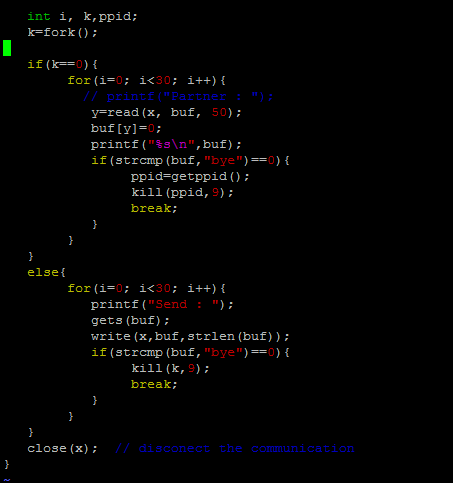 int i, k,ppid;
k=fork();
if(k==0){
for(i=0; i<30; i++){
// printf("Partner : ");
y=read(x, buf, 50);
buf[y]=0;
printf("%s\n",buf);
if(strcmp(buf,"bye")==0){
ppid=getppid();
kill(ppid,9);
break;
}
}
}
else{
for(i=0; i<30; i++){
printf("Send : ");
gets(buf);
write(x,buf,strlen(buf));
if(strcmp(buf,"bye")==0){
kill(k,9);
break;
}
}
}
close(x);  // disconect the communication
}
~